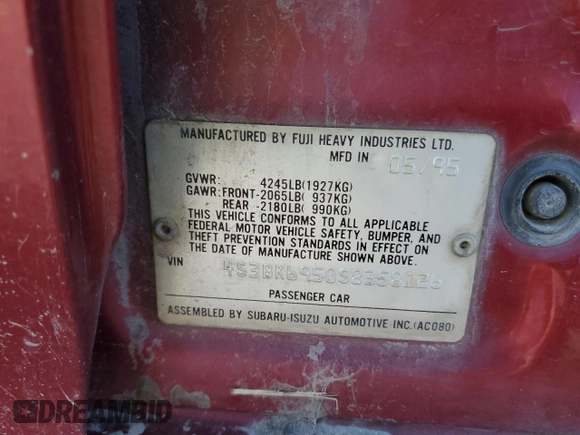 MANUFACTURED BY FUJI HEAVY INDUSTRIES LTD.
MFD IN 05/95
GVWR: 4245LB(1927KG)
GAWR:FRONT-2065LB( 937KG)
REAR -2180LB( 990KG)
THIS VEHICLE CONFORMS TO ALL APPLICABLE
FEDERAL MOTOR VEHICLE SAFETY, BUMPER, AND
THEFT PREVENTION STANDARDS IN EFFECT ON
THE DATE OF MANUFACTURE SHOWN ABOVE.
VIN
PASSENGER CAR
ASSEMBLED BY SUBARU-ISUZU AUTOMOTIVE INC.(AC080)
DREAMBID